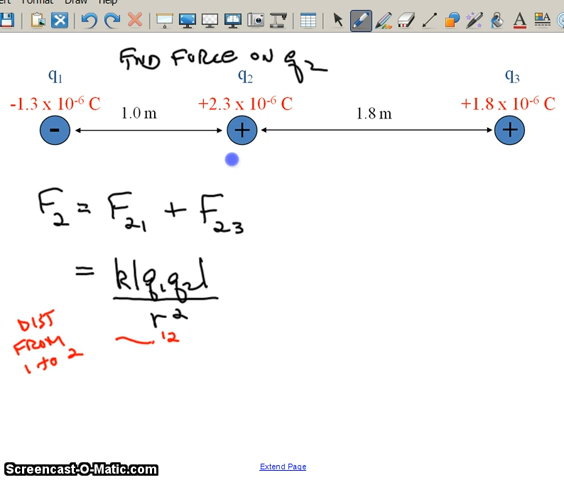 Draw
Help
FIND FORCE ON q2
q1 q2 q3
-1.3 x 10-6 C +2.3 x 10-6 C +1.8 x 10-6 C
1.0 m 1.8 m
- + +
F2 = F21 + F23
= k|q1q2|
r2
12
DIST
FROM
1 to 2
Extend Page
Screencast-O-Matic.com